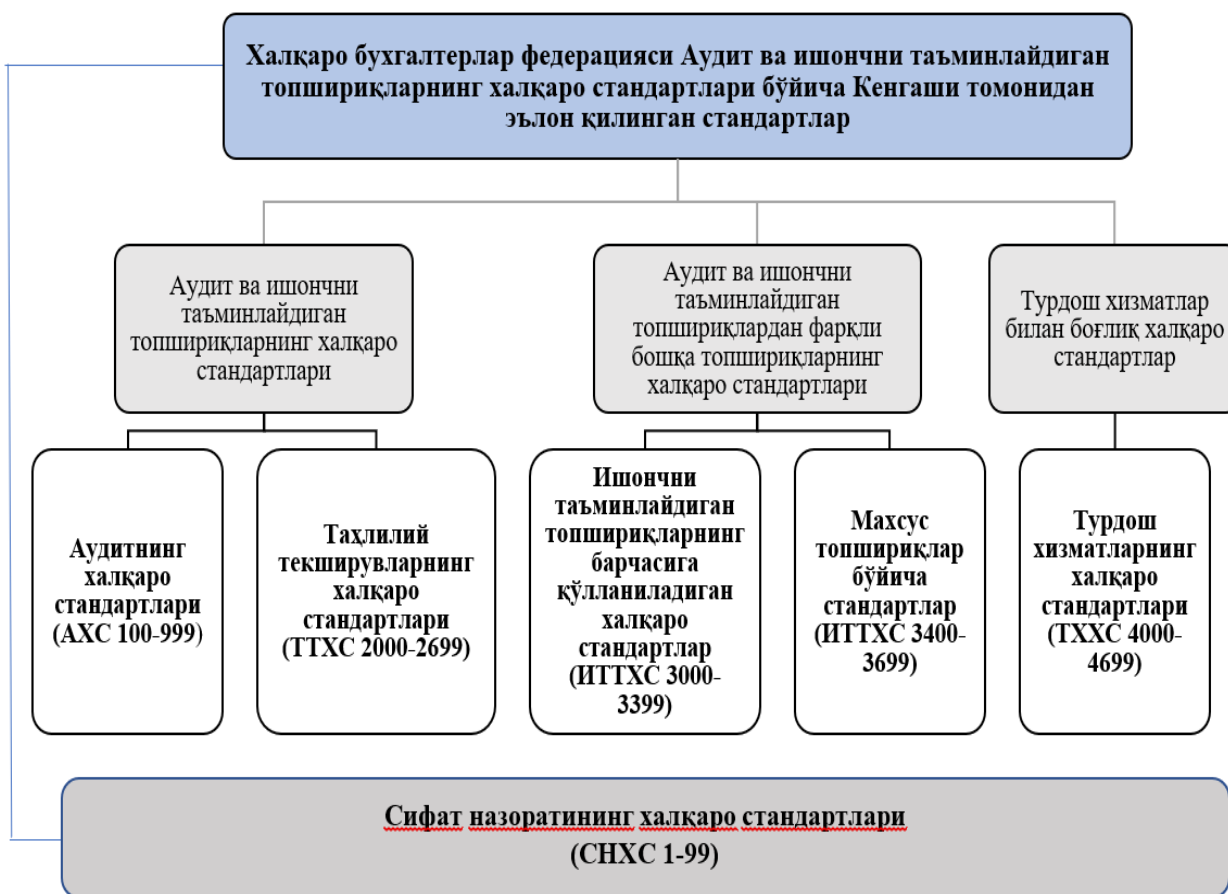 Халқаро бухгалтерлар федерацияси Аудит ва ишончни таъминлайдиган
топшириқларнинг халқаро стандартлари бўйича Кенгаши томонидан
эълон қилинган стандартлар
Аудит ва ишончни
таъминлайдиган
топшириқларнинг халқаро
стандартлари
Аудит ва ишончни
таъминлайдиган
топшириқлардан фарқли
бошқа топшириқларнинг
халқаро стандартлари
Турдош хизматлар
билан боғлиқ халқаро
стандартлар
Аудитнинг
халқаро
стандартлари
(АХС 100-999)
Таҳлилий
текширувларнинг
халқаро
стандартлари
(ТТХС 2000-2699)
Ишончни
таъминлайдиган
топшириқларнинг
барчасига
қўлланиладиган
халқаро
стандартлар
(ИТТХС 3000-
3399)
Махсус
топшириқлар
бўйича
стандартлар
(ИТТХС 3400-
3699)
Турдош
хизматларнинг
халқаро
стандартлари
(ТХХС 4000-
4699)
Сифат назоратининг халқаро стандартлари
(СНХС 1-99)